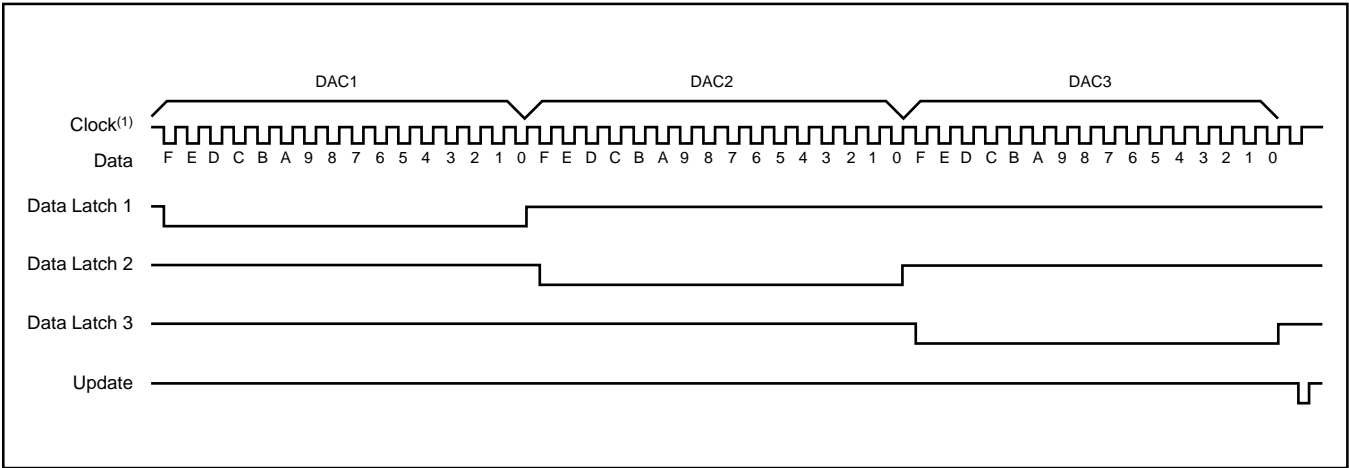 DAC1 DAC2 DAC3
Clock(1)
Data F E D C B A 9 8 7 6 5 4 3 2 1 0 F E D C B A 9 8 7 6 5 4 3 2 1 0 F E D C B A 9 8 7 6 5 4 3 2 1 0
Data Latch 1
Data Latch 2
Data Latch 3
Update